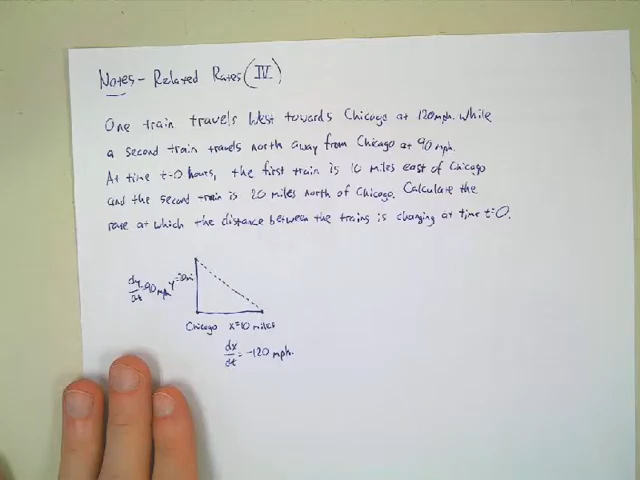 Notes - Related Rates (IV)
One train travels West towards Chicago at 120mph. while
a second train travels north away from Chicago at 90 mph.
At time t=0 hours, the first train is 10 miles east of Chicago
and the second train is 20 miles north of Chicago. Calculate the
rate at which the distance between the trains is changing at time t=0.
dy/dt=90 mph y=20mi
Chicago x=10 miles
dx/dt = -120 mph.